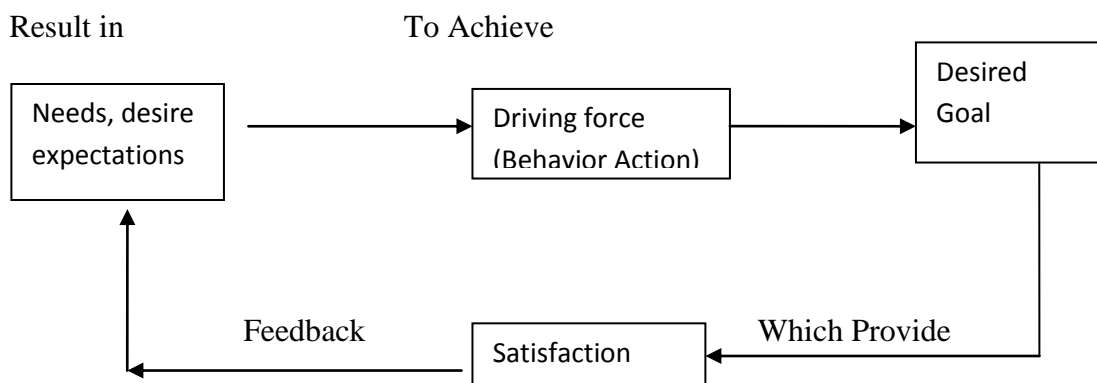 Result in
To Achieve
Needs, desire
expectations
Driving force
(Behavior Action)
Desired
Goal
Feedback
Satisfaction
Which Provide